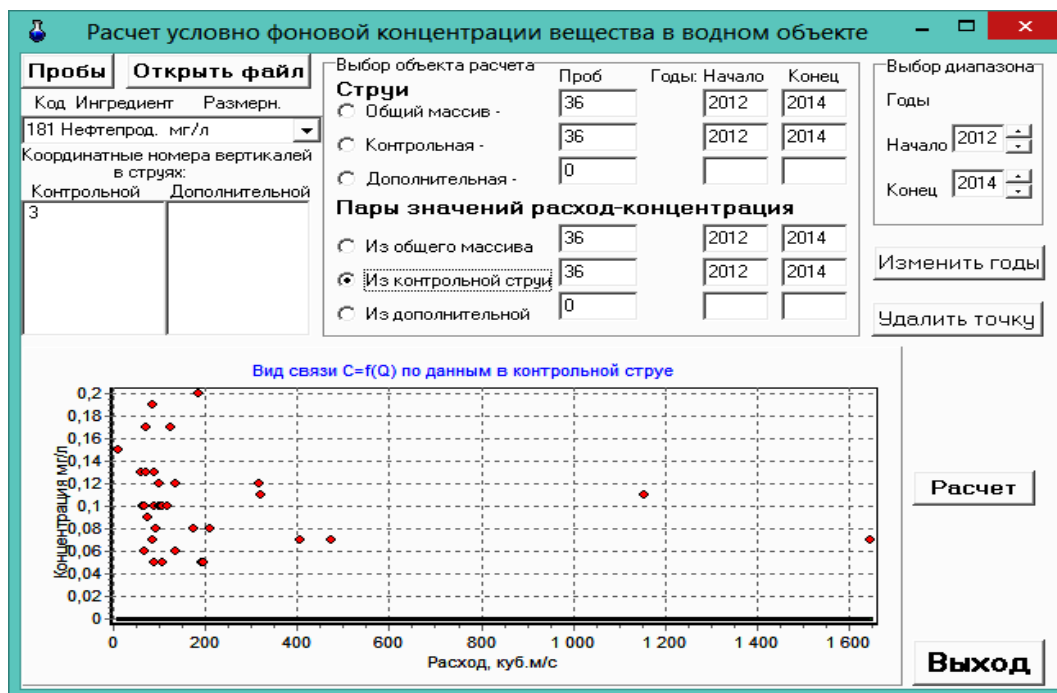 Расчет условно фоновой концентрации вещества в водном объекте
Пробы Открыть файл
Код Ингредиент Размерн.
181 Нефтепрод. мг/л
Координатные номера вертикалей
в струях:
Контрольной Дополнительной
3
Выбор объекта расчета Проб Годы: Начало Конец
Струи
Общий массив - 36 2012 2014
Контрольная - 36 2012 2014
Дополнительная - 0
Пары значений расход-концентрация
Из общего массива 36 2012 2014
Из контрольной струи 36 2012 2014
Из дополнительной 0
Выбор диапазона
Годы
Начало 2012
Конец 2014
Изменить годы
Удалить точку
Вид связи C=f(Q) по данным в контрольной струе
Концентрация мг/л
0,2
0,18
0,16
0,14
0,12
0,1
0,08
0,06
0,04
0,02
0
0 200 400 600 800 1 000 1 200 1 400 1 600
Расход, куб.м/с
Расчет
Выход